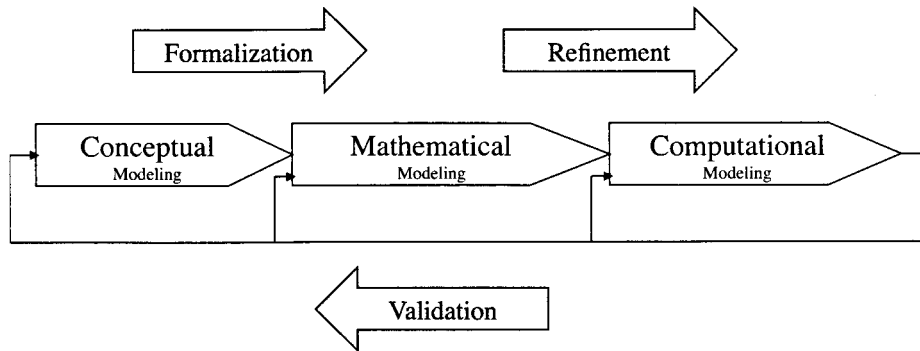 Formalization
Refinement
Conceptual
Modeling
Mathematical
Modeling
Computational
Modeling
Validation